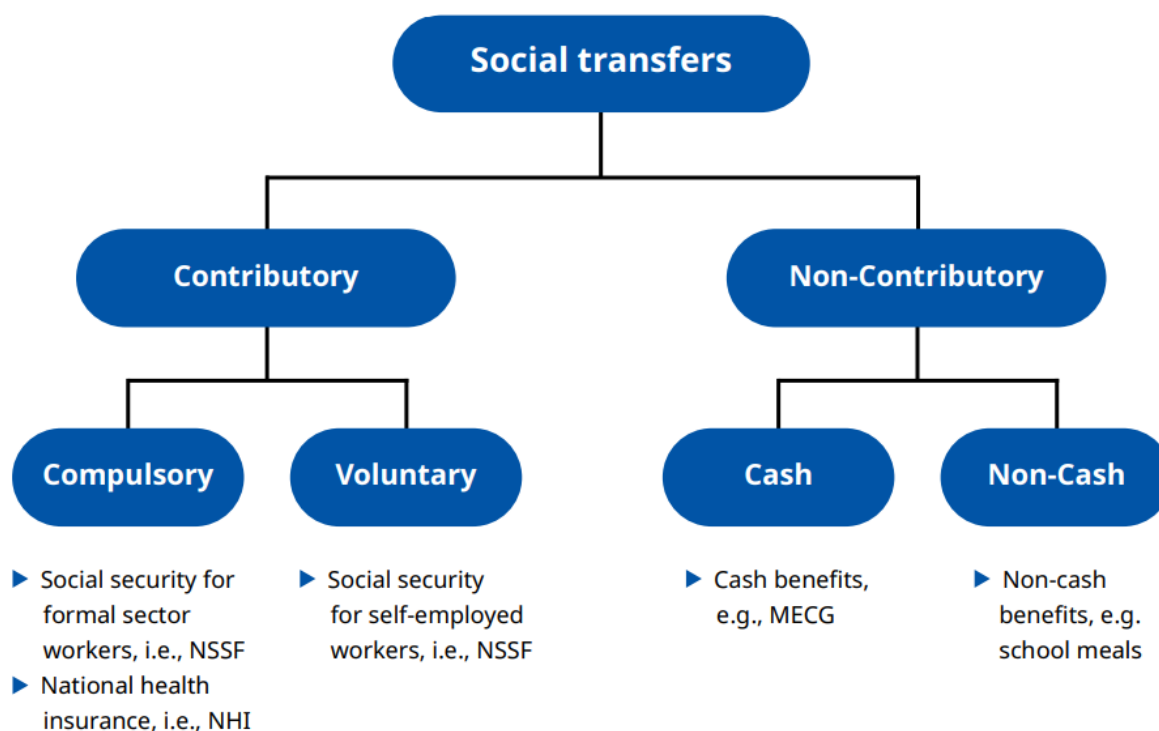 Social transfers
Contributory
Non-Contributory
Compulsory
Voluntary
Cash
Non-Cash
Social security for
formal sector
workers, i.e., NSSF
National health
insurance, i.e., NHI
Social security
for self-employed
workers, i.e., NSSF
Cash benefits,
e.g., MECG
Non-cash
benefits, e.g.
school meals